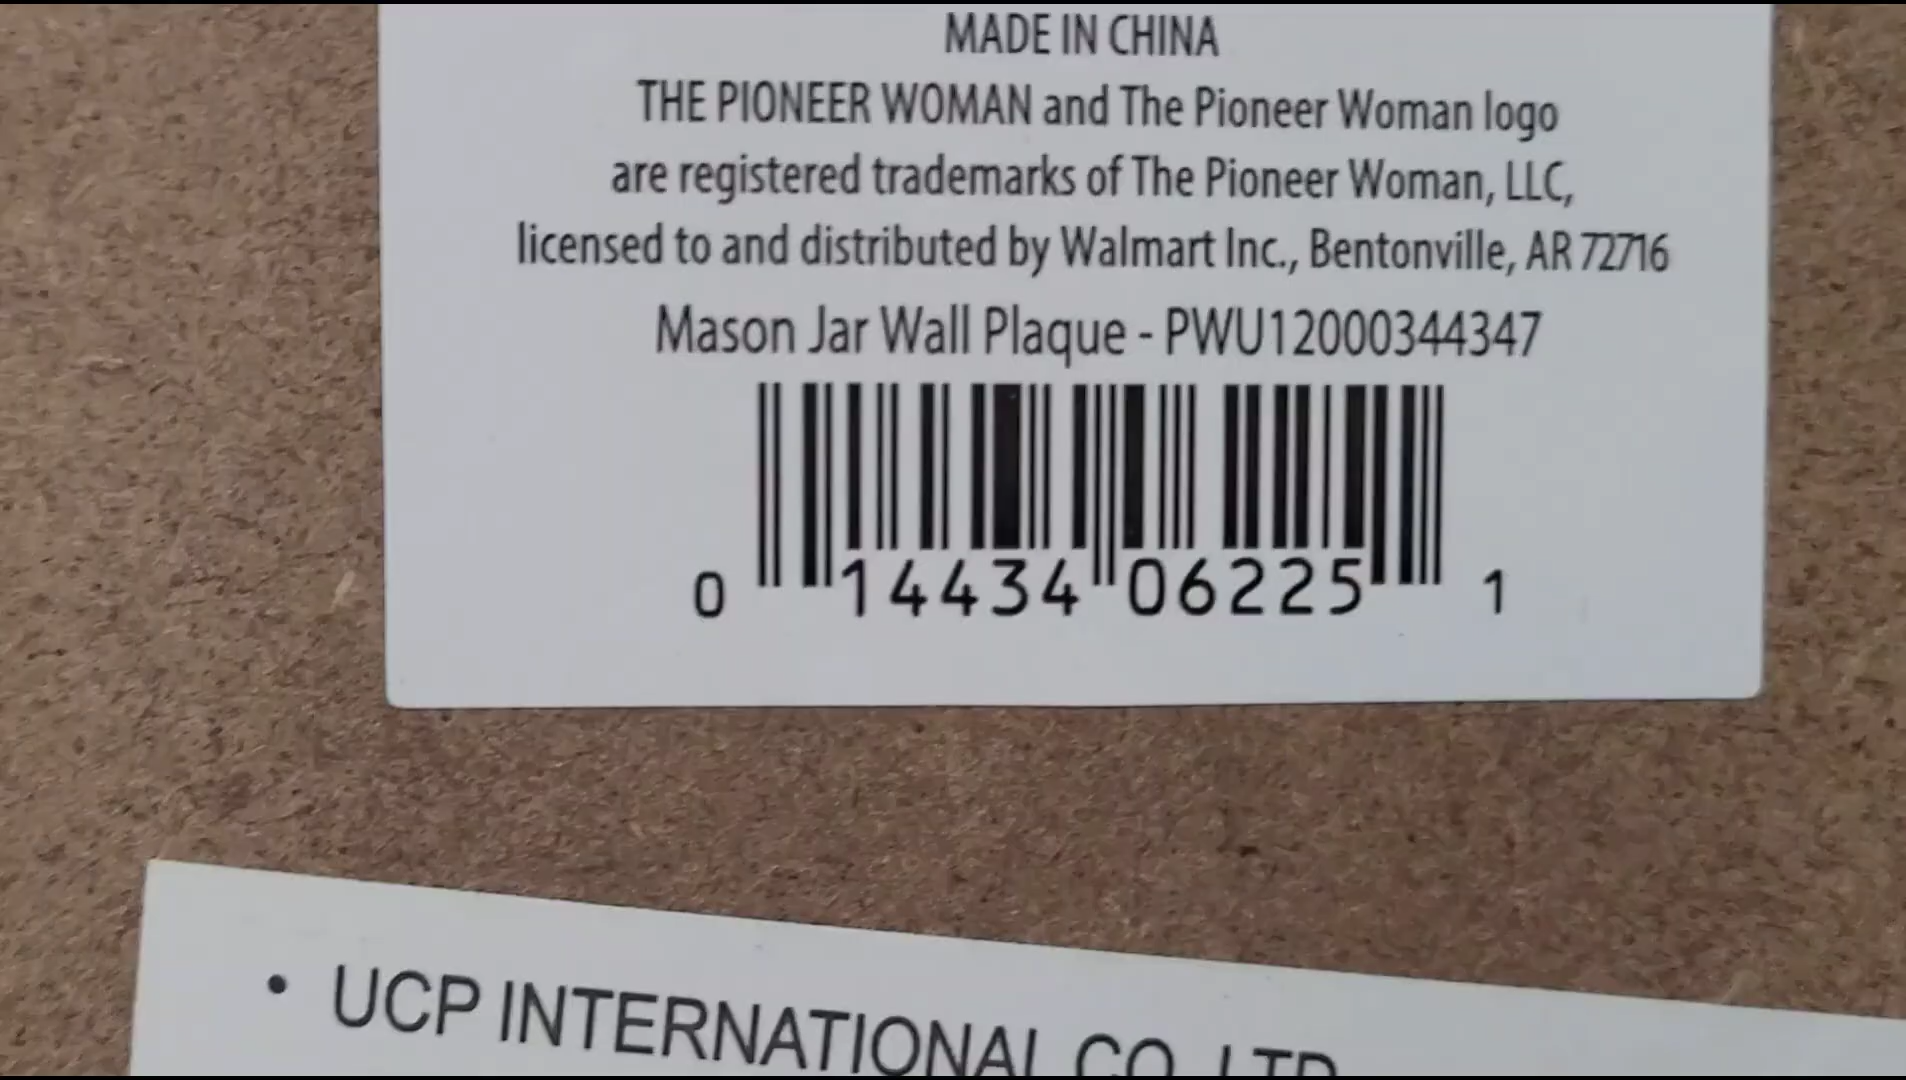 MADE IN CHINA
THE PIONEER WOMAN and The Pioneer Woman logo
are registered trademarks of The Pioneer Woman, LLC,
licensed to and distributed by Walmart Inc., Bentonville, AR 72716
Mason Jar Wall Plaque - PWU12000344347
0 14434 06225 1
• UCP INTERNATIONAL CO. LTD